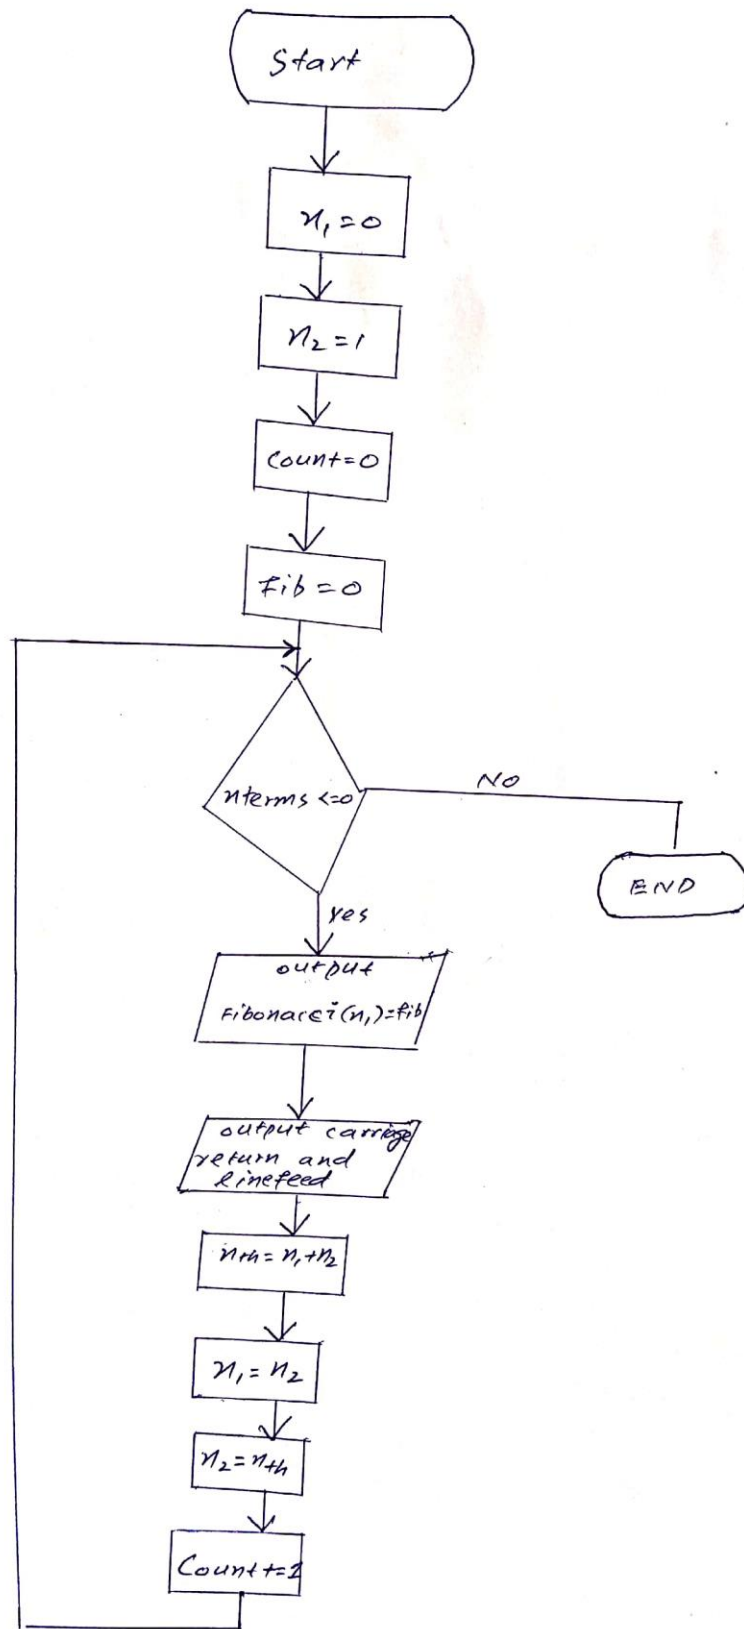 Start
n₁=0
n₂=1
Count=0
Fib=0
nterms <=0
NO
END
yes
output
Fibonacci(n₁)=fib
output carriage
return and
linefeed
nth=n₁+n₂
n₁=n₂
n₂=nth
Count+=1